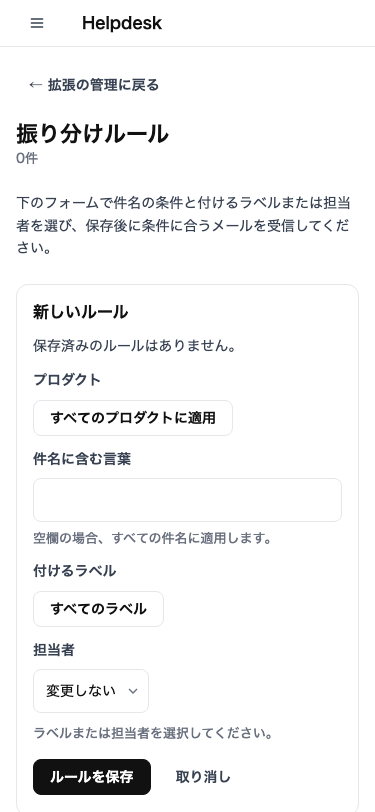 Helpdesk
← 拡張の管理に戻る
振り分けルール
0件
下のフォームで件名の条件と付けるラベルまたは担当
者を選び、保存後に条件に合うメールを受信してくだ
さい。
新しいルール
保存済みのルールはありません。
プロダクト
すべてのプロダクトに適用
件名に含む言葉
空欄の場合、すべての件名に適用します。
付けるラベル
すべてのラベル
担当者
変更しない
ラベルまたは担当者を選択してください。
ルールを保存 取り消し